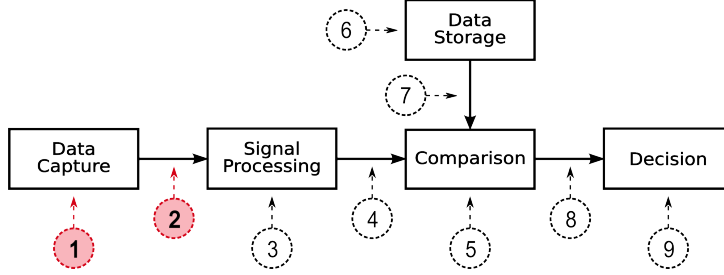 6
Data
Storage
7
Data
Capture
Signal
Processing
Comparison
Decision
1
2
3
4
5
8
9